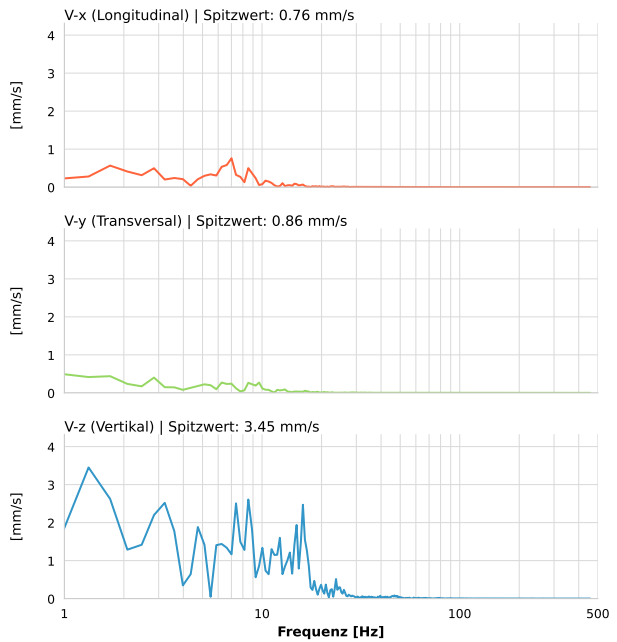 V-x (Longitudinal) | Spitzwert: 0.76 mm/s
4
3
2
1
0
[mm/s]
V-y (Transversal) | Spitzwert: 0.86 mm/s
4
3
2
1
0
[mm/s]
V-z (Vertikal) | Spitzwert: 3.45 mm/s
4
3
2
1
0
[mm/s]
1 10 100 500
Frequenz [Hz]